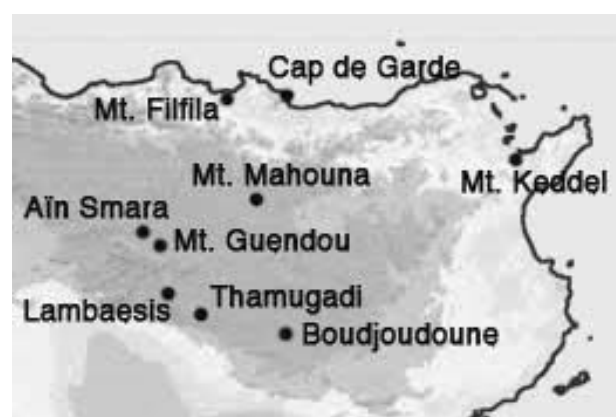 Cap de Garde
Mt. Filfila
Mt. Mahouna
Mt. Keddel
Aïn Smara
Mt. Guendou
Lambaesis
Thamugadi
Boudjoudoune